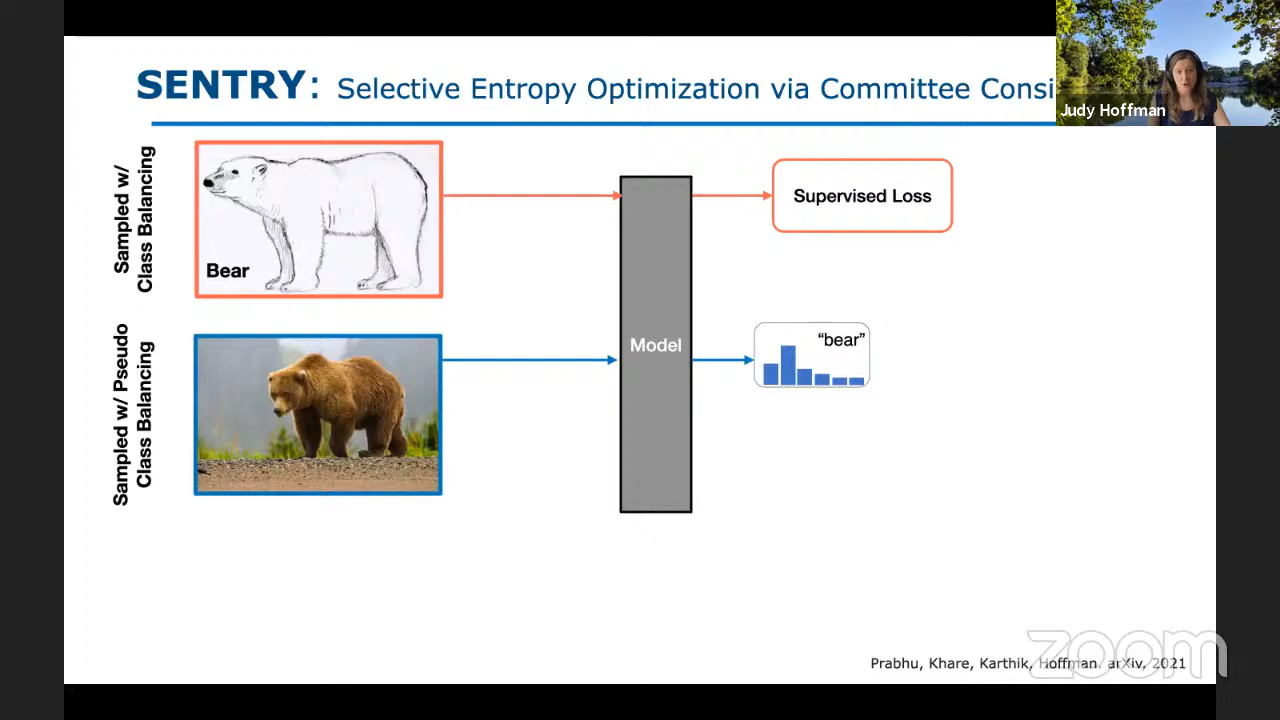 SENTRY: Selective Entropy Optimization via Committee Consi
Judy Hoffman
Sampled w/
Class Balancing
Bear
Supervised Loss
Sampled w/ Pseudo
Class Balancing
Model
“bear”
Prabhu, Khare, Karthik, Hoffman. arXiv, 2021
zoom